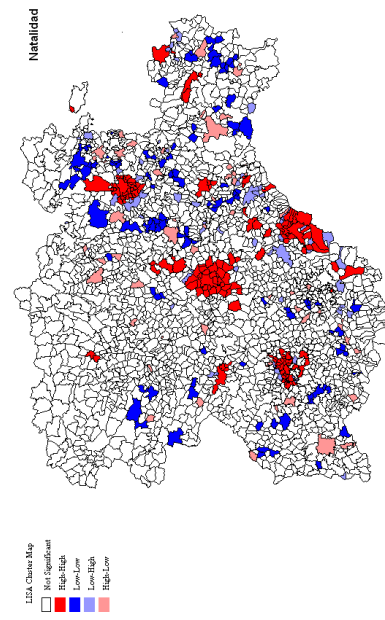 Natalidad
LISA Cluster Map
Not Significant
High-High
Low-Low
Low-High
High-Low